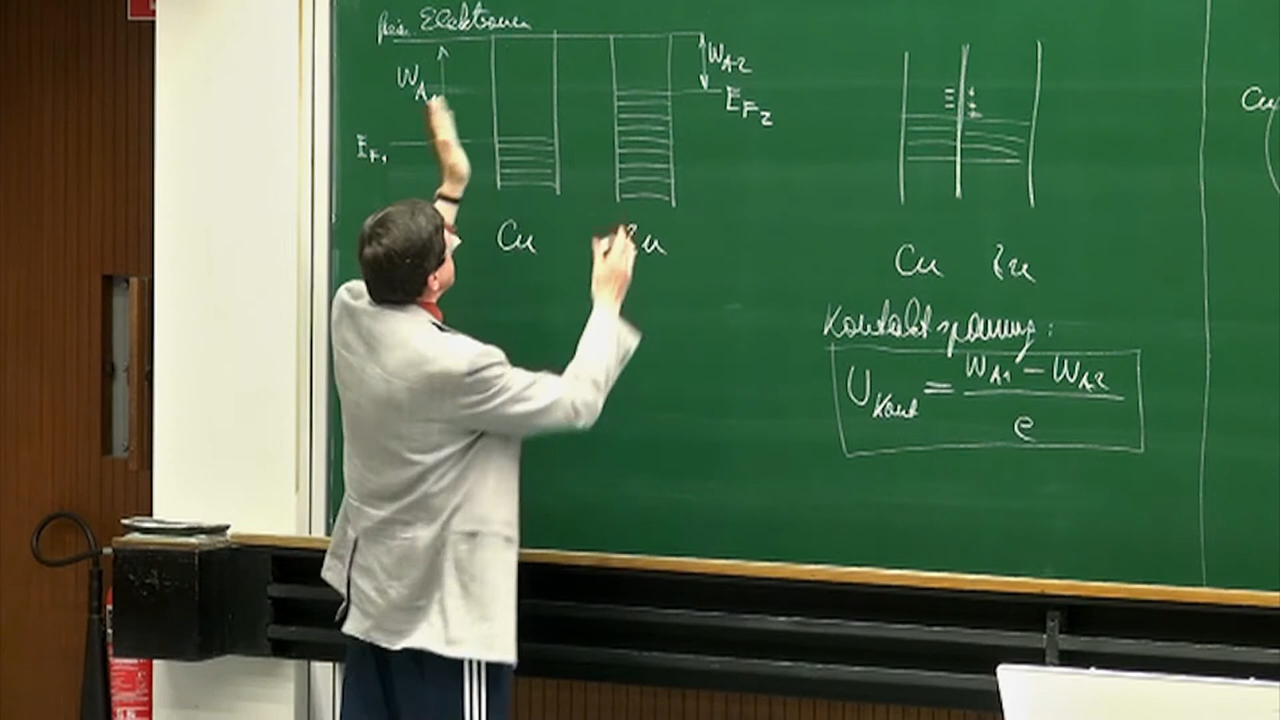 freie Elektronen
W_A1
W_A2
E_F1
E_F2
Cu Zn
Cu Zn
Kontaktspannung:
U_Kont = (W_A1 - W_A2) / e
Cu